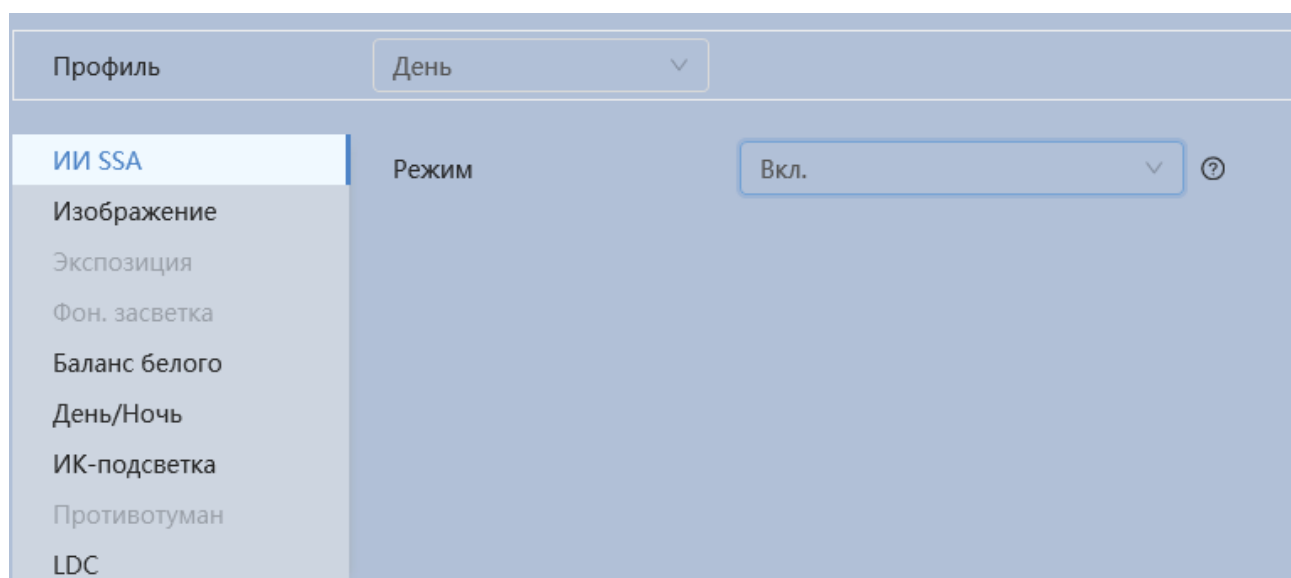 Профиль День
ИИ SSA Режим Вкл. ?
Изображение
Экспозиция
Фон. засветка
Баланс белого
День/Ночь
ИК-подсветка
Противотуман
LDC